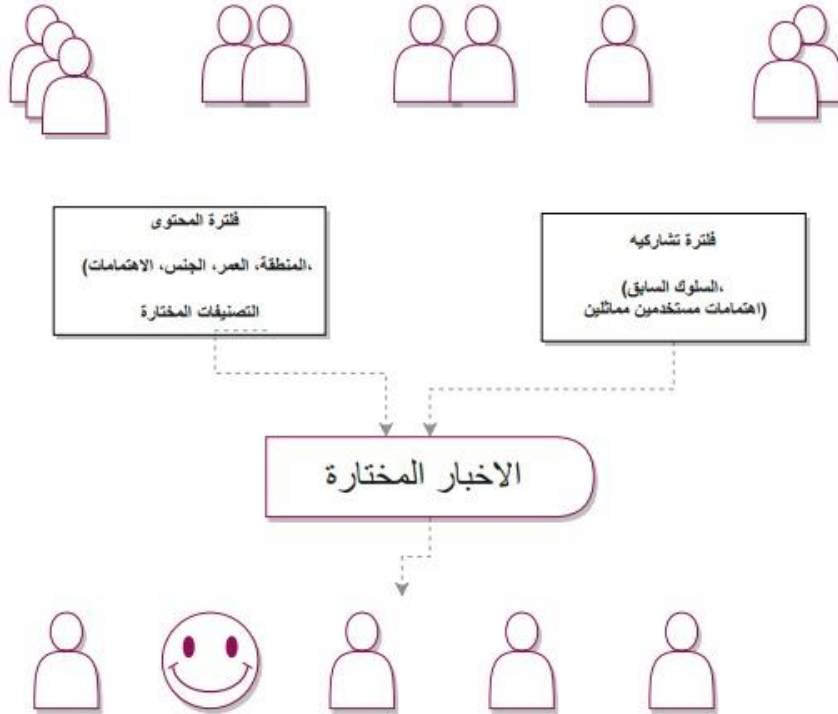 فلترة المحتوى
(المنطقة، العمر، الجنس، الاهتمامات،
التصنيفات المختارة
فلترة تشاركيه
(السلوك السابق،
اهتمامات مستخدمين مماثلين)
الاخبار المختارة